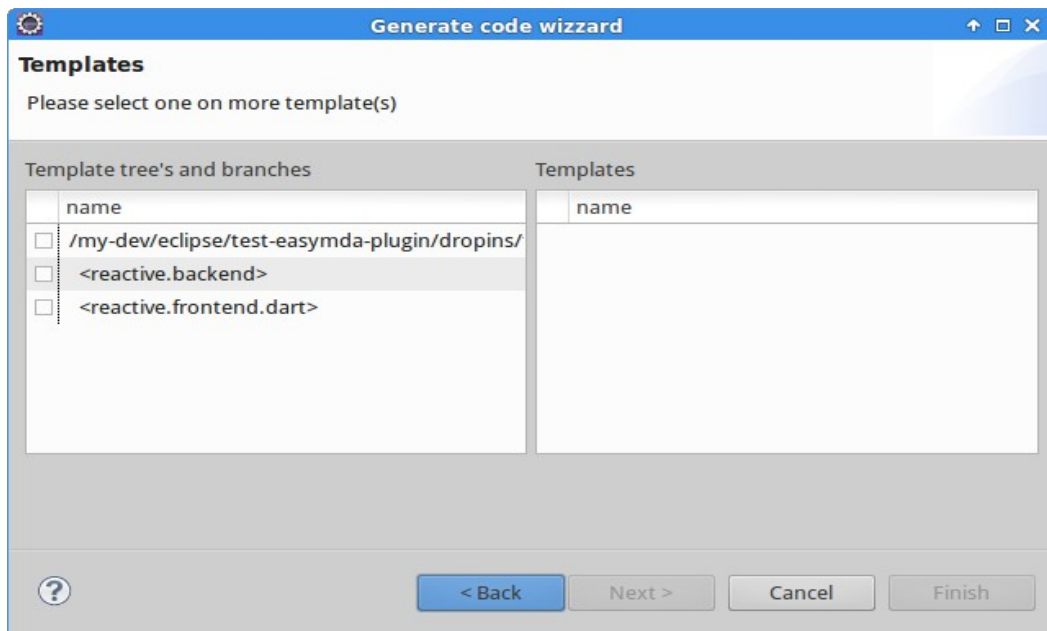 Generate code wizzard
Templates
Please select one on more template(s)
Template tree's and branches
Templates
name
name
/my-dev/eclipse/test-easymda-plugin/dropins/
<reactive.backend>
<reactive.frontend.dart>
?
< Back
Next >
Cancel
Finish